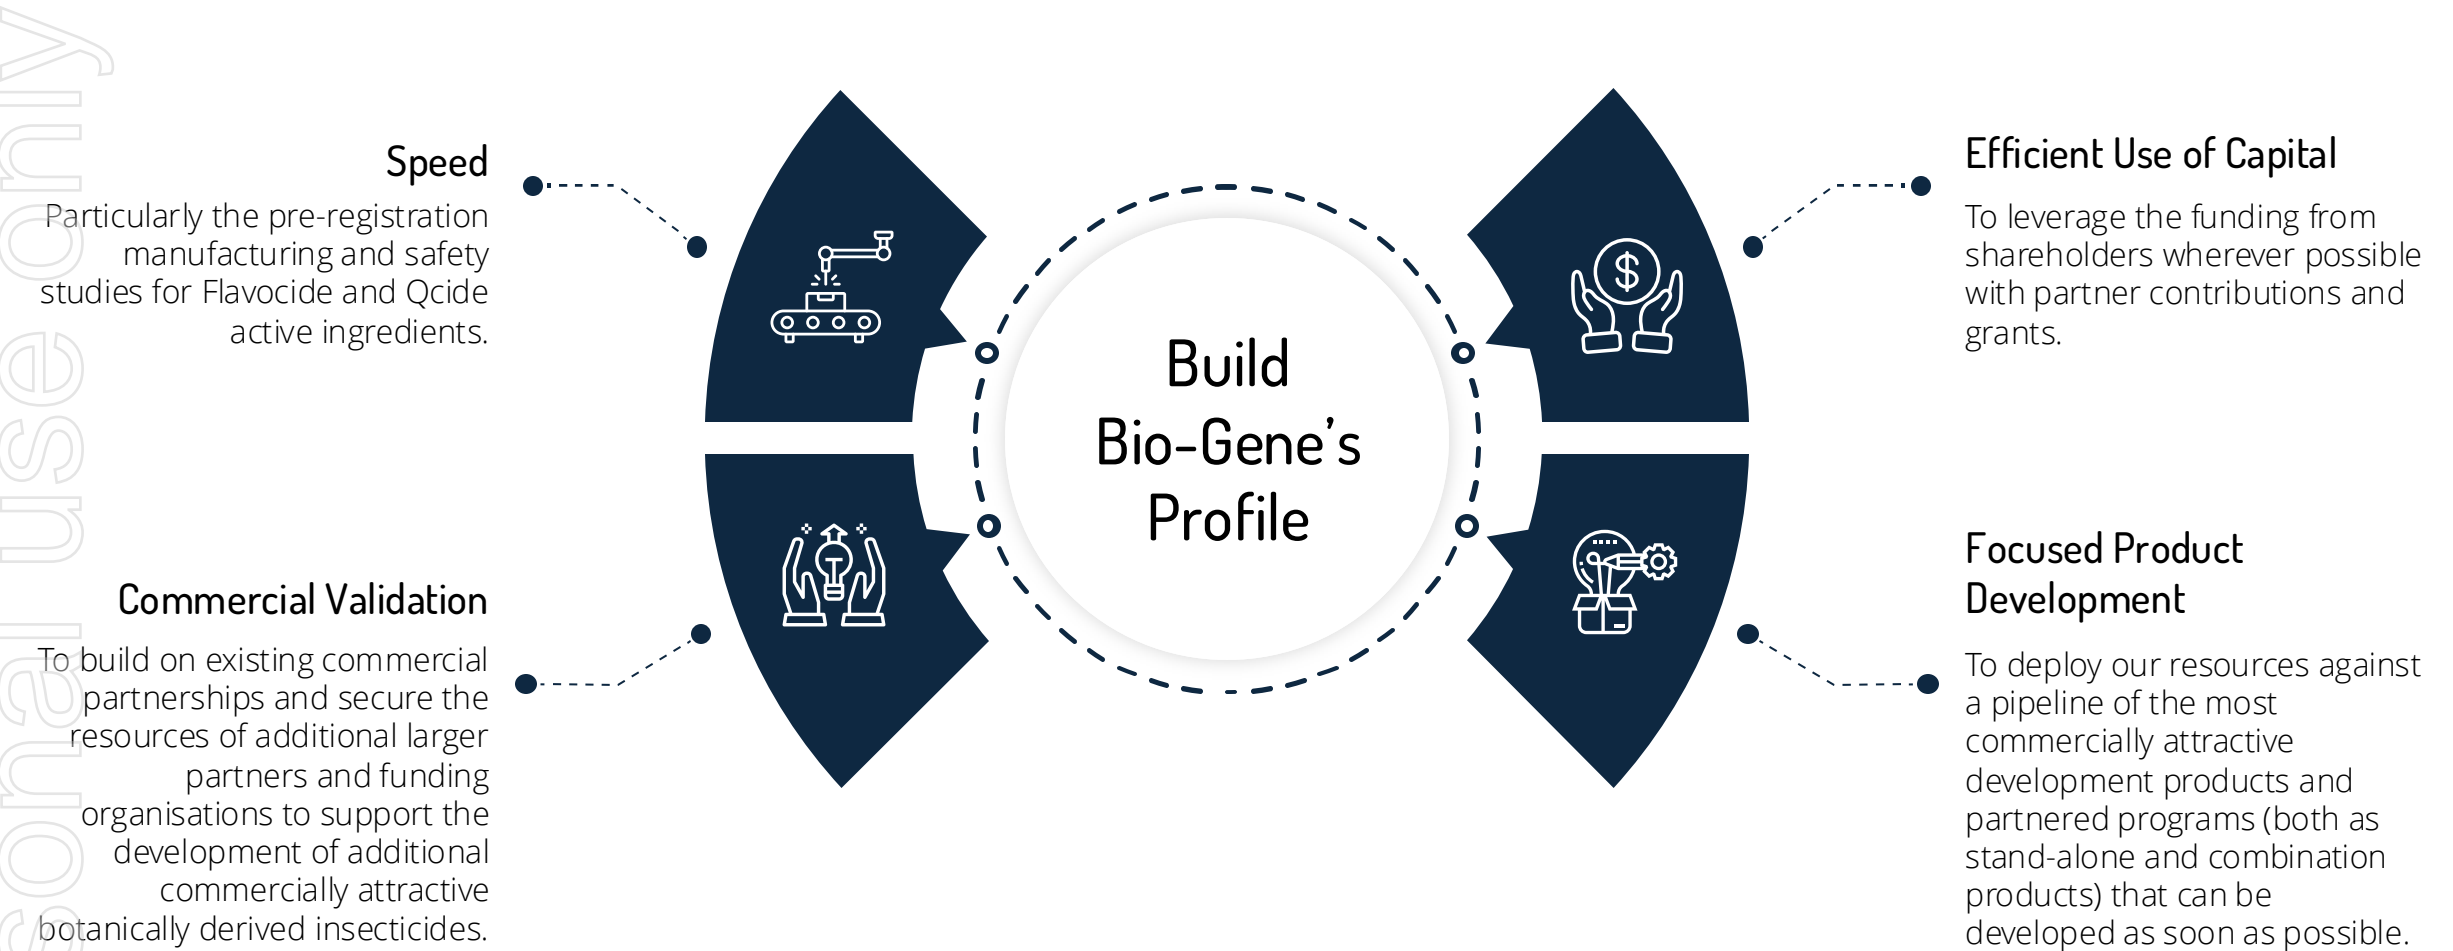 Speed
Particularly the pre-registration
manufacturing and safety
studies for Flavocide and Qcide
active ingredients.
Commercial Validation
To build on existing commercial
partnerships and secure the
resources of additional larger
partners and funding
organisations to support the
development of additional
commercially attractive
botanically derived insecticides.
Build
Bio-Gene’s
Profile
Efficient Use of Capital
To leverage the funding from
shareholders wherever possible
with partner contributions and
grants.
Focused Product
Development
To deploy our resources against
a pipeline of the most
commercially attractive
development products and
partnered programs (both as
stand-alone and combination
products) that can be
developed as soon as possible.
sonal use only
$